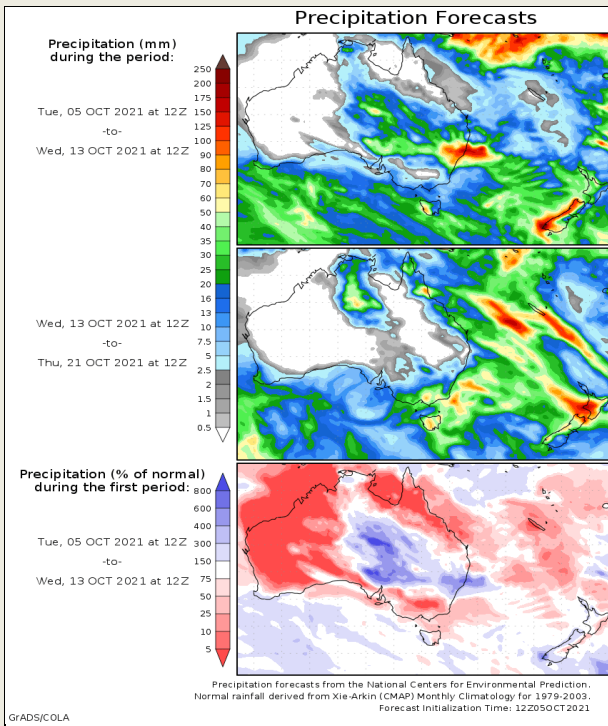 Precipitation Forecasts
Precipitation (mm)
during the period:
Tue, 05 OCT 2021 at 12Z
-to-
Wed, 13 OCT 2021 at 12Z
250
200
175
150
125
100
90
80
70
60
50
40
35
30
25
20
16
13
10
7.5
5
2.5
2
1.5
1
0.5
Wed, 13 OCT 2021 at 12Z
-to-
Thu, 21 OCT 2021 at 12Z
Precipitation (% of normal)
during the first period:
Tue, 05 OCT 2021 at 12Z
-to-
Wed, 13 OCT 2021 at 12Z
800
600
400
300
150
75
50
25
10
5
Precipitation forecasts from the National Centers for Environmental Prediction.
Normal rainfall derived from Xie-Arkin (CMAP) Monthly Climatology for 1979-2003.
Forecast Initialization Time: 12Z05OCT2021
GrADS/COLA